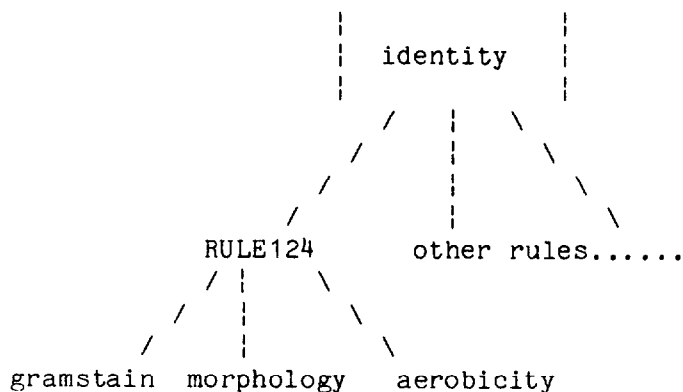 identity
RULE124 other rules......
gramstain morphology aerobicity